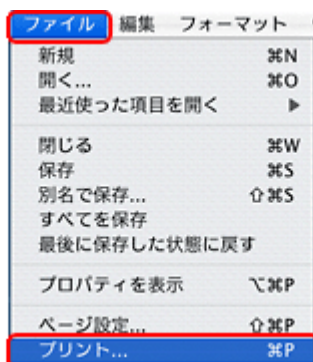 ファイル 編集 フォーマット
新規 ⌘N
開く... ⌘O
最近使った項目を開く ▶
閉じる ⌘W
保存 ⌘S
別名で保存... ⇧⌘S
すべてを保存
最後に保存した状態に戻す
プロパティを表示 ⌥⌘P
ページ設定... ⇧⌘P
プリント... ⌘P